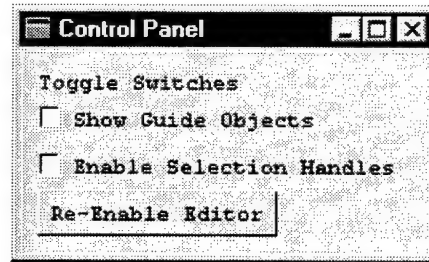 Control Panel
Toggle Switches
Show Guide Objects
Enable Selection Handles
Re-Enable Editor